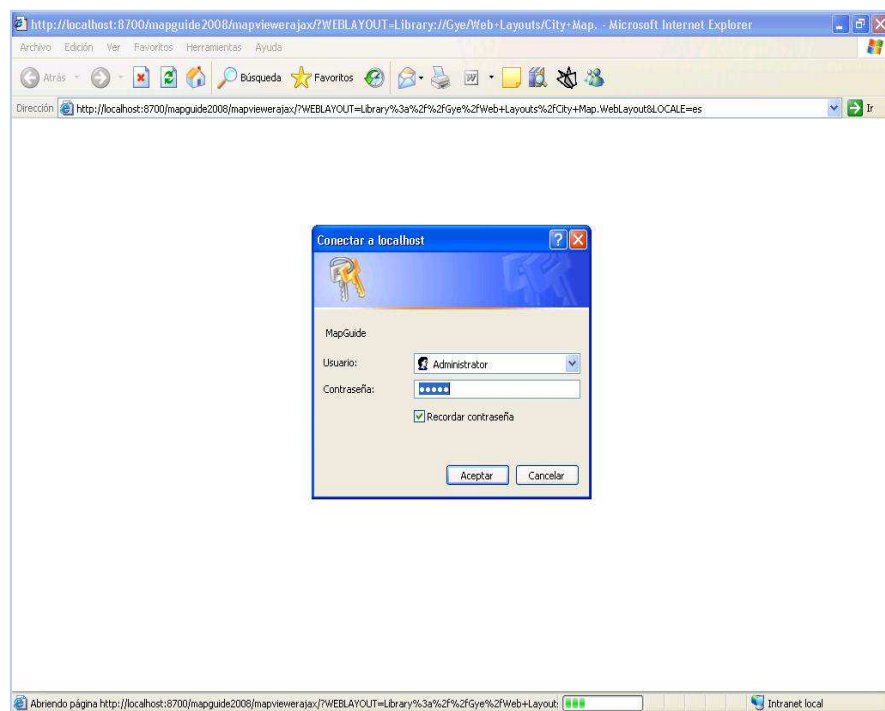 http://localhost:8700/mapguide2008/mapviewerajax/?WEBLAYOUT=Library://Gye/Web+Layouts/City+Map. - Microsoft Internet Explorer
Archivo Edición Ver Favoritos Herramientas Ayuda
Atrás Búsqueda Favoritos
Dirección http://localhost:8700/mapguide2008/mapviewerajax/?WEBLAYOUT=Library%3a%2f%2fGye%2fWeb+Layouts%2fCity+Map.WebLayout&LOCALE=es Ir
Conectar a localhost
MapGuide
Usuario: Administrator
Contraseña: •••••
Recordar contraseña
Aceptar Cancelar
Abriendo página http://localhost:8700/mapguide2008/mapviewerajax/?WEBLAYOUT=Library%3a%2f%2fGye%2fWeb+Layout: Intranet local